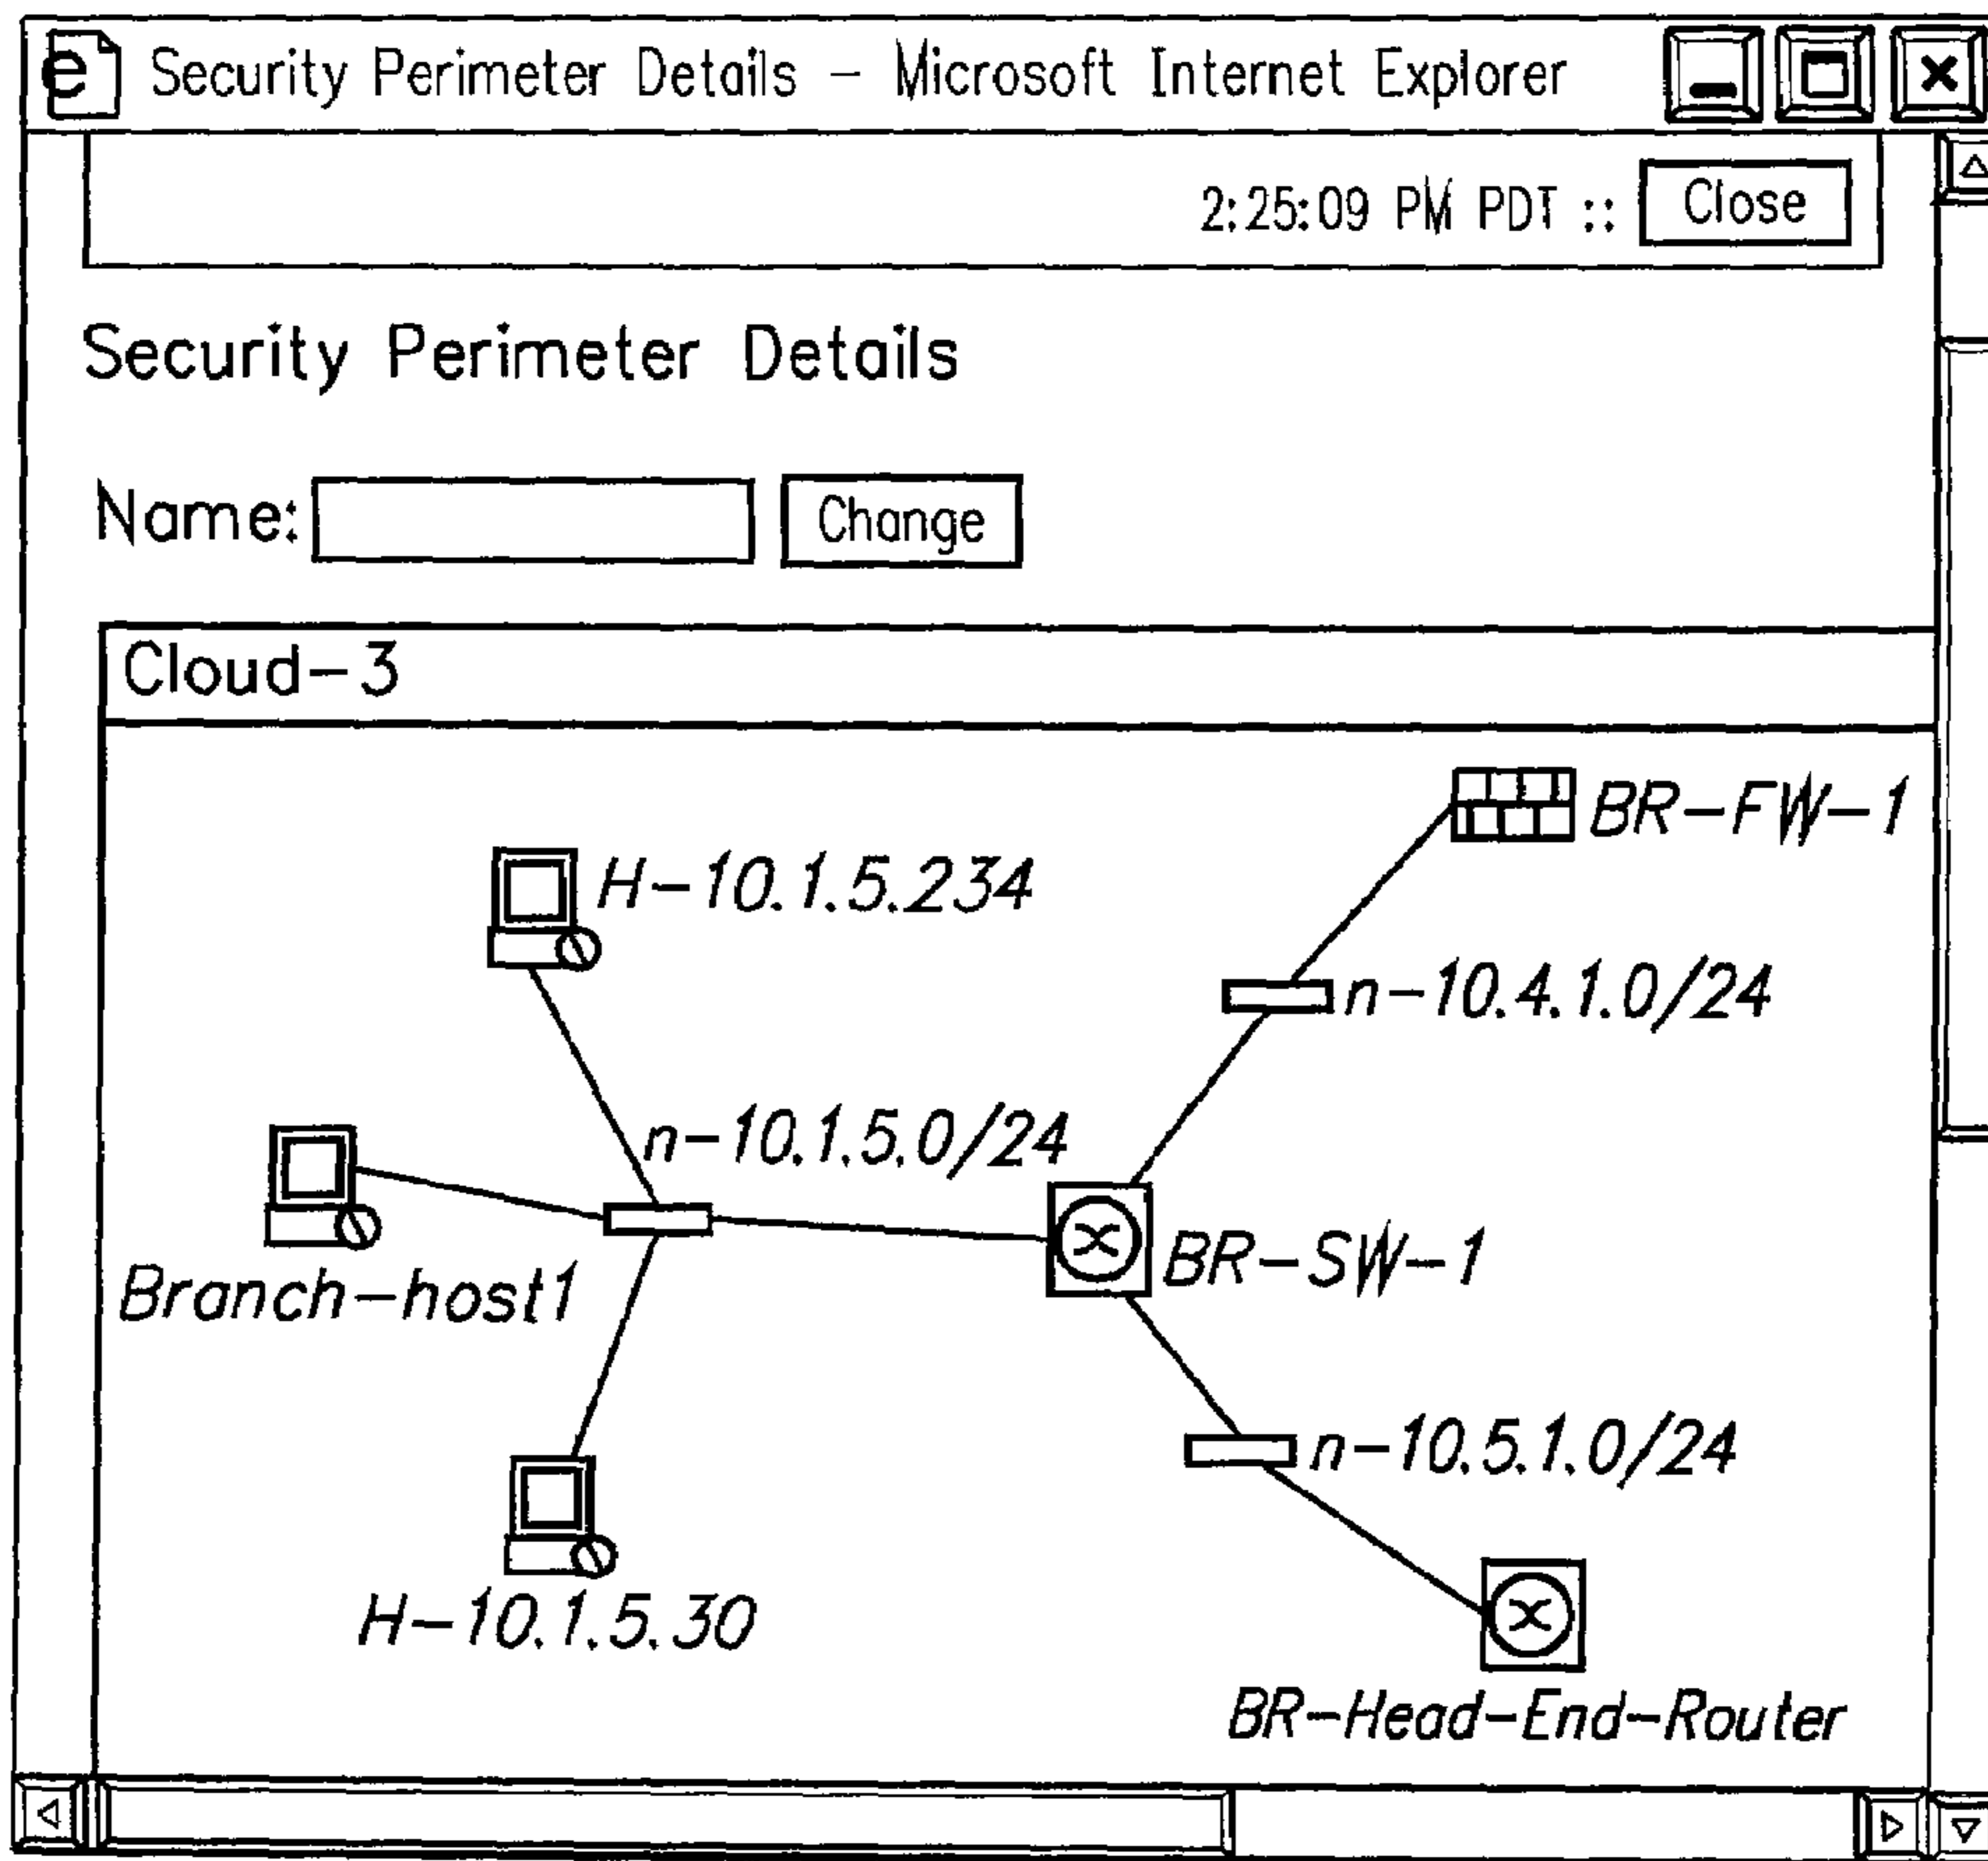 Security Perimeter Details - Microsoft Internet Explorer
2:25:09 PM PDT :: Close
Security Perimeter Details
Name: Change
Cloud-3
BR-FW-1
H-10.1.5.234
n-10.4.1.0/24
n-10.1.5.0/24
BR-SW-1
Branch-host1
n-10.5.1.0/24
H-10.1.5.30
BR-Head-End-Router